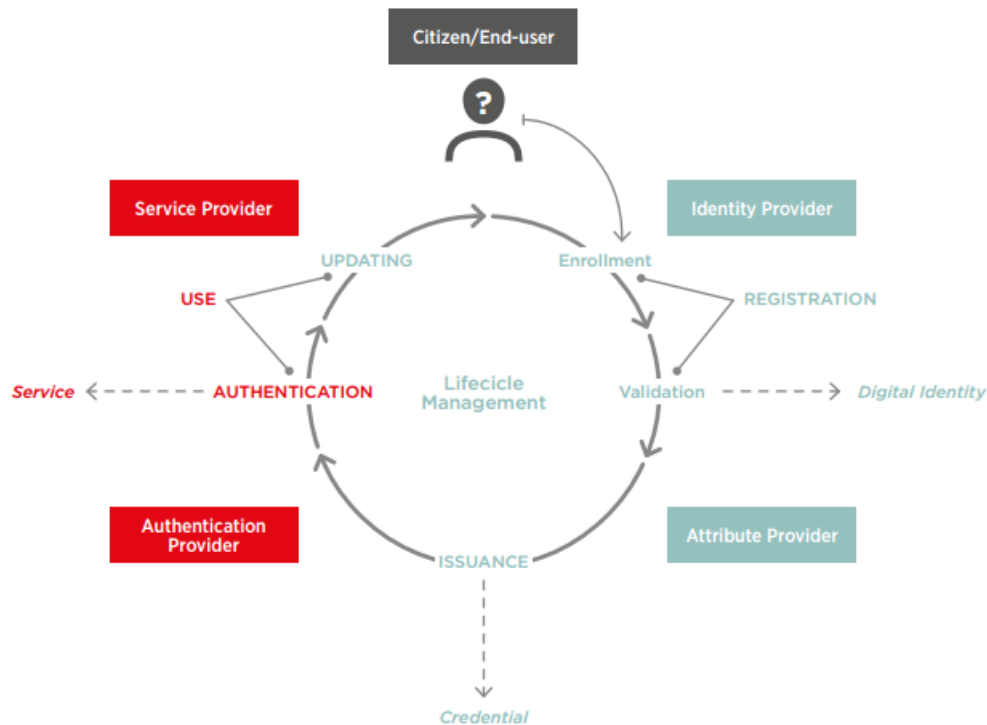 Citizen/End-user
?
Service Provider
Identity Provider
UPDATING
Enrollment
USE
REGISTRATION
Service
AUTHENTICATION
Lifecicle
Management
Validation
Digital Identity
Authentication
Provider
Attribute Provider
ISSUANCE
Credential